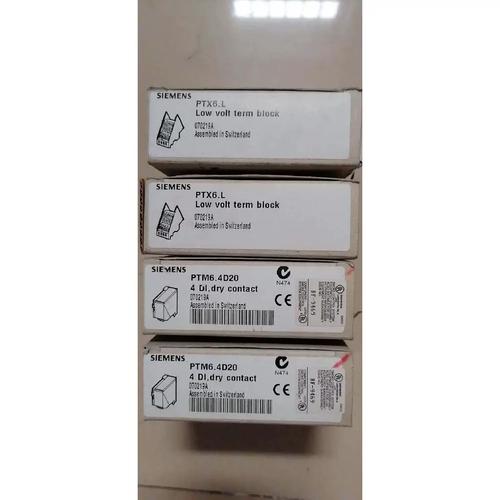 SIEMENS
PTX6.L
Low volt term block
070219A
Assembled in Switzerland
SIEMENS
PTX6.L
Low volt term block
070219A
Assembled in Switzerland
SIEMENS
PTM6.4D20
4 DI,dry contact
070219A
Assembled in Switzerland
N474
CE
SIEMENS
PTM6.4D20
4 DI,dry contact
070219A
Assembled in Switzerland
N474
CE